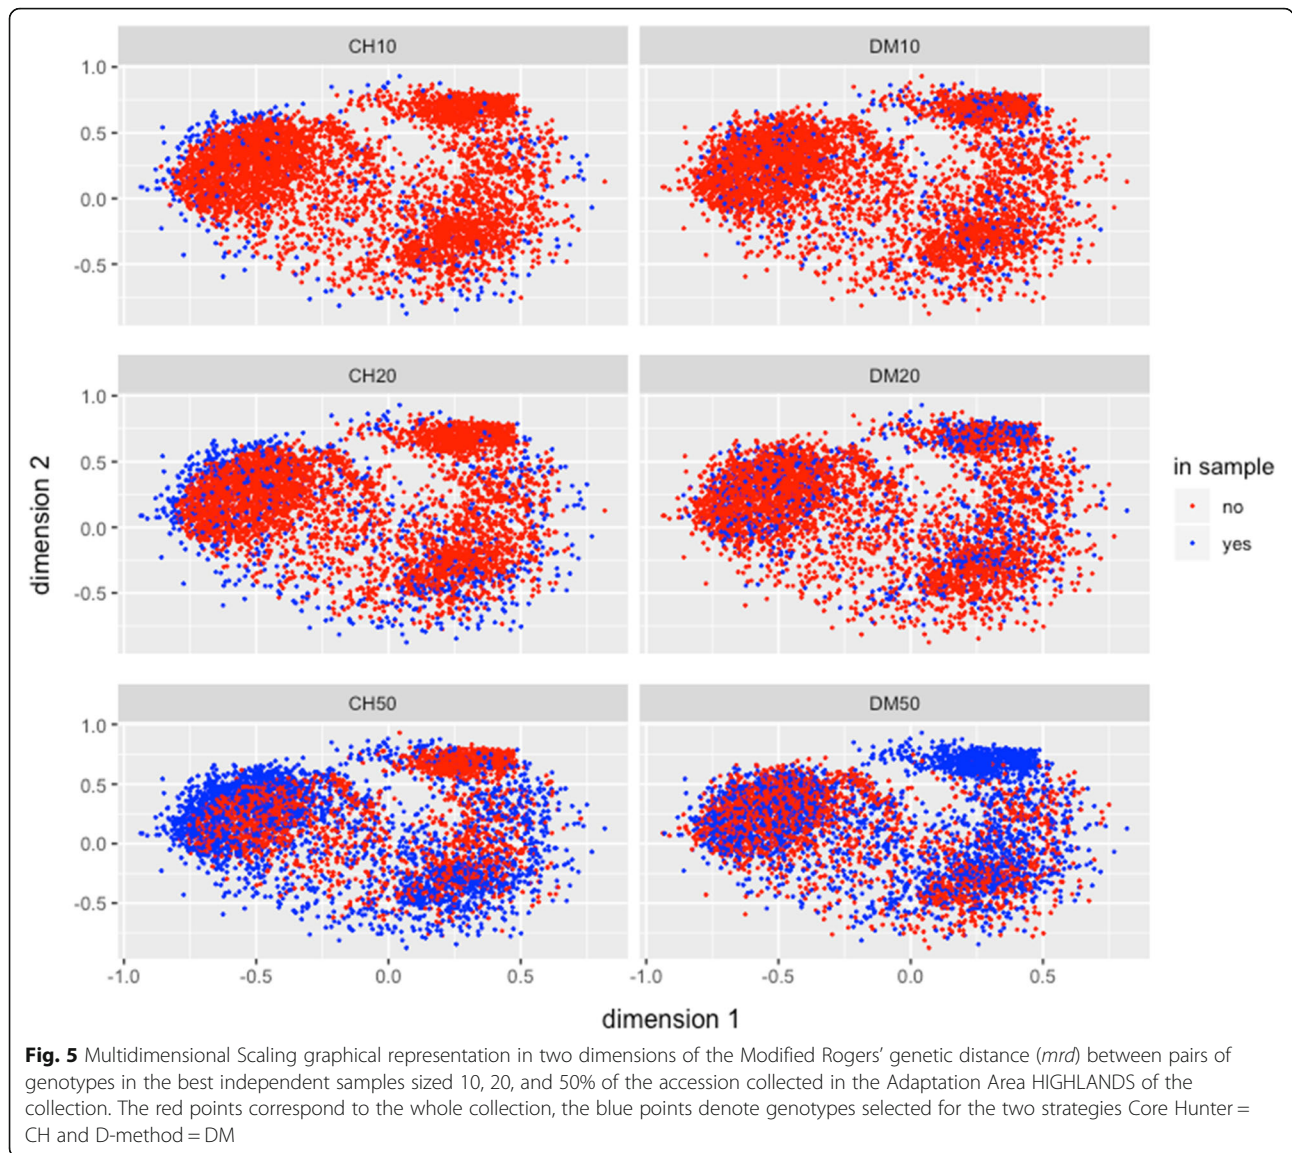 CH10
DM10
1.0
0.5
0.0
-0.5
CH20
DM20
1.0
0.5
0.0
-0.5
CH50
DM50
1.0
0.5
0.0
-0.5
-1.0 -0.5 0.0 0.5
-1.0 -0.5 0.0 0.5
dimension 2
dimension 1
in sample
no
yes
Fig. 5 Multidimensional Scaling graphical representation in two dimensions of the Modified Rogers’ genetic distance (mrd) between pairs of
genotypes in the best independent samples sized 10, 20, and 50% of the accession collected in the Adaptation Area HIGHLANDS of the
collection. The red points correspond to the whole collection, the blue points denote genotypes selected for the two strategies Core Hunter =
CH and D-method = DM